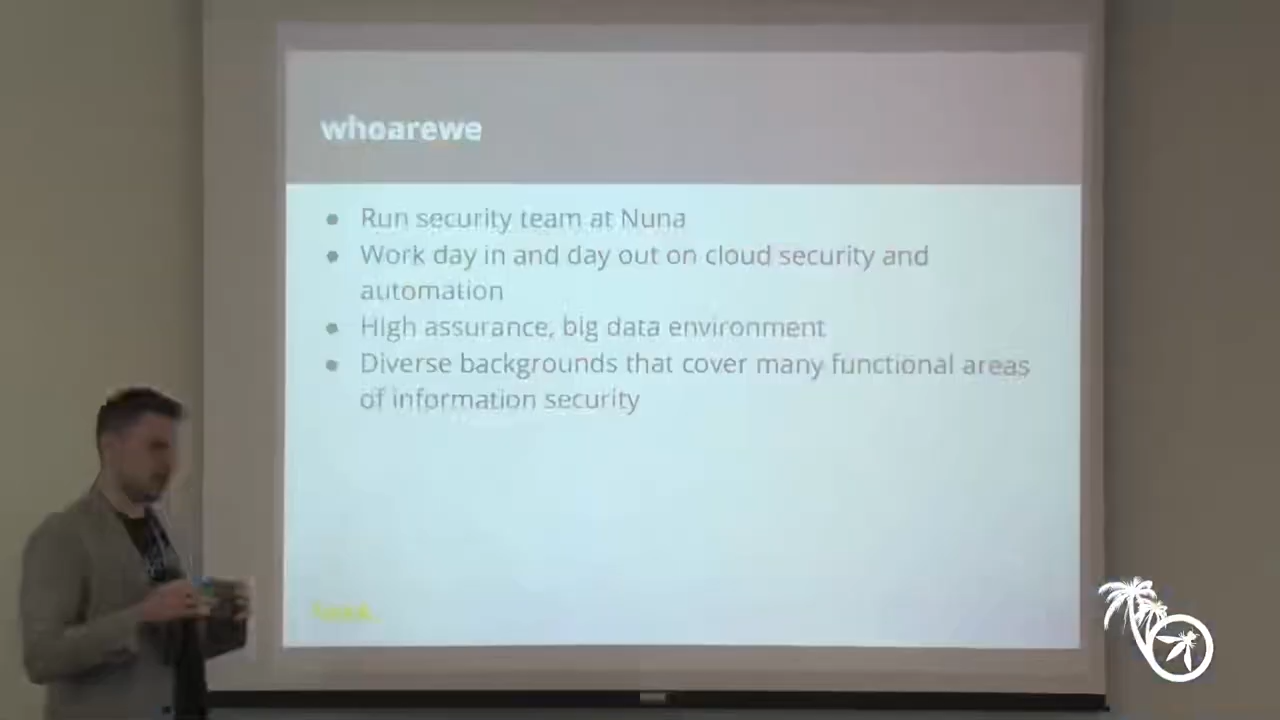 whoarewe
● Run security team at Nuna
● Work day in and day out on cloud security and
automation
● High assurance, big data environment
● Diverse backgrounds that cover many functional areas
of information security